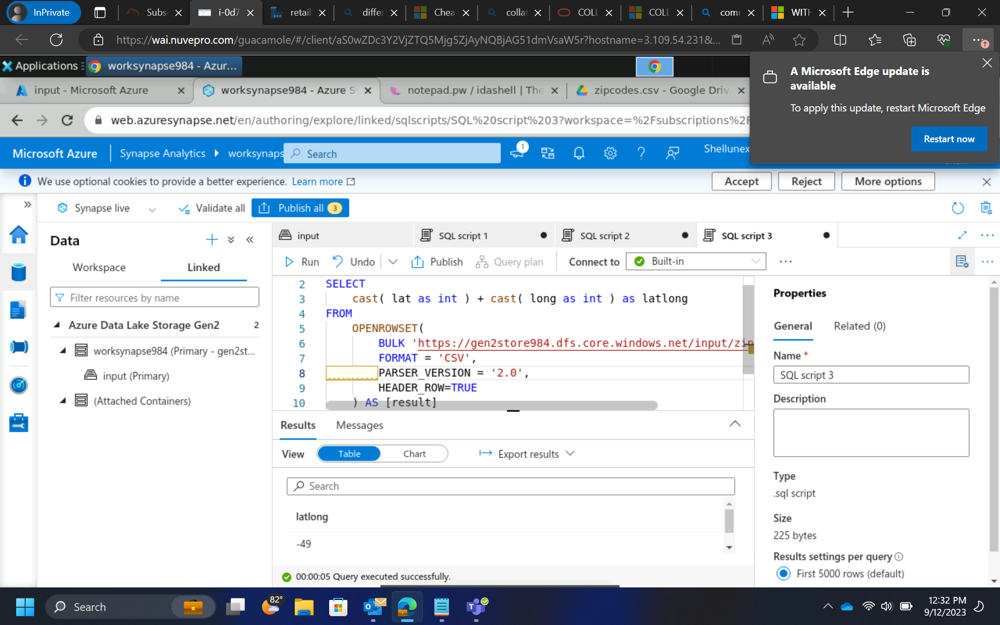 InPrivate
Subs
i-0d7
retail
differ
Chea
collat
COLL
COLL
com
WITH
https://wai.nuvepro.com/guacamole/#/client/aS0wZDc3Y2VjZTQ5Mjg5ZjAyNQBjAG51dmVsaW5r?hostname=3.109.54.231&...
Applications
worksynapse984 - Azur...
A Microsoft Edge update is
available
To apply this update, restart Microsoft Edge
Restart now
input - Microsoft Azure
worksynapse984 - Azure S
notepad.pw / idashell | The
zipcodes.csv - Google Driv
web.azuresynapse.net/en/authoring/explore/linked/sqlscripts/SQL%20script%203?workspace=%2Fsubscriptions%2F
Microsoft Azure
Synapse Analytics
worksynaps
Search
1
Shellunex
We use optional cookies to provide a better experience. Learn more
Accept
Reject
More options
Synapse live
Validate all
Publish all 3
Data
Workspace
Linked
Filter resources by name
Azure Data Lake Storage Gen2 2
worksynapse984 (Primary - gen2st...
input (Primary)
(Attached Containers)
input
SQL script 1
SQL script 2
SQL script 3
Run
Undo
Publish
Query plan
Connect to
Built-in
2 SELECT
3 cast( lat as int ) + cast( long as int ) as latlong
4 FROM
5 OPENROWSET(
6 BULK 'https://gen2store984.dfs.core.windows.net/input/zip
7 FORMAT = 'CSV',
8 PARSER_VERSION = '2.0',
9 HEADER_ROW=TRUE
10 ) AS [result]
Results
Messages
View
Table
Chart
Export results
Search
latlong
-49
00:00:05 Query executed successfully.
Properties
General
Related (0)
Name *
SQL script 3
Description
Type
.sql script
Size
225 bytes
Results settings per query
First 5000 rows (default)
Search
82°
12:32 PM
9/12/2023